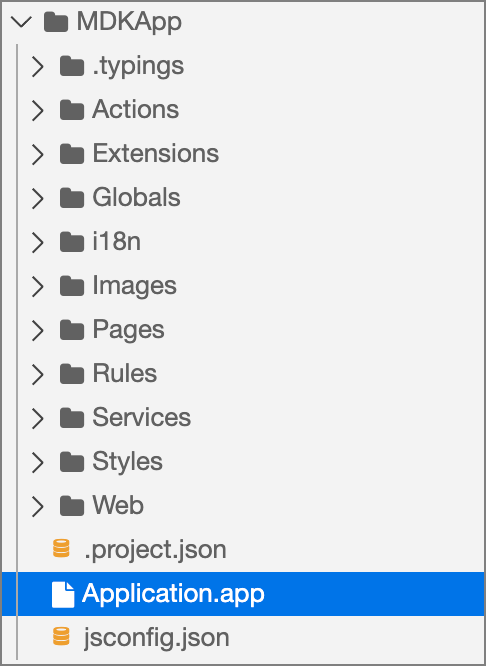 MDKApp
.typings
Actions
Extensions
Globals
i18n
Images
Pages
Rules
Services
Styles
Web
.project.json
Application.app
jsconfig.json